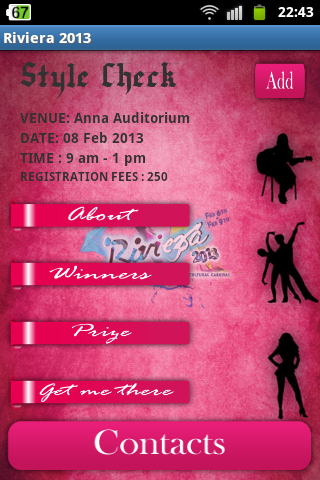 67
22:43
Riviera 2013
Style Check
Add
VENUE: Anna Auditorium
DATE: 08 Feb 2013
TIME : 9 am - 1 pm
REGISTRATION FEES : 250
About
Riviera
2013
Winners
Prize
Get me there
Contacts